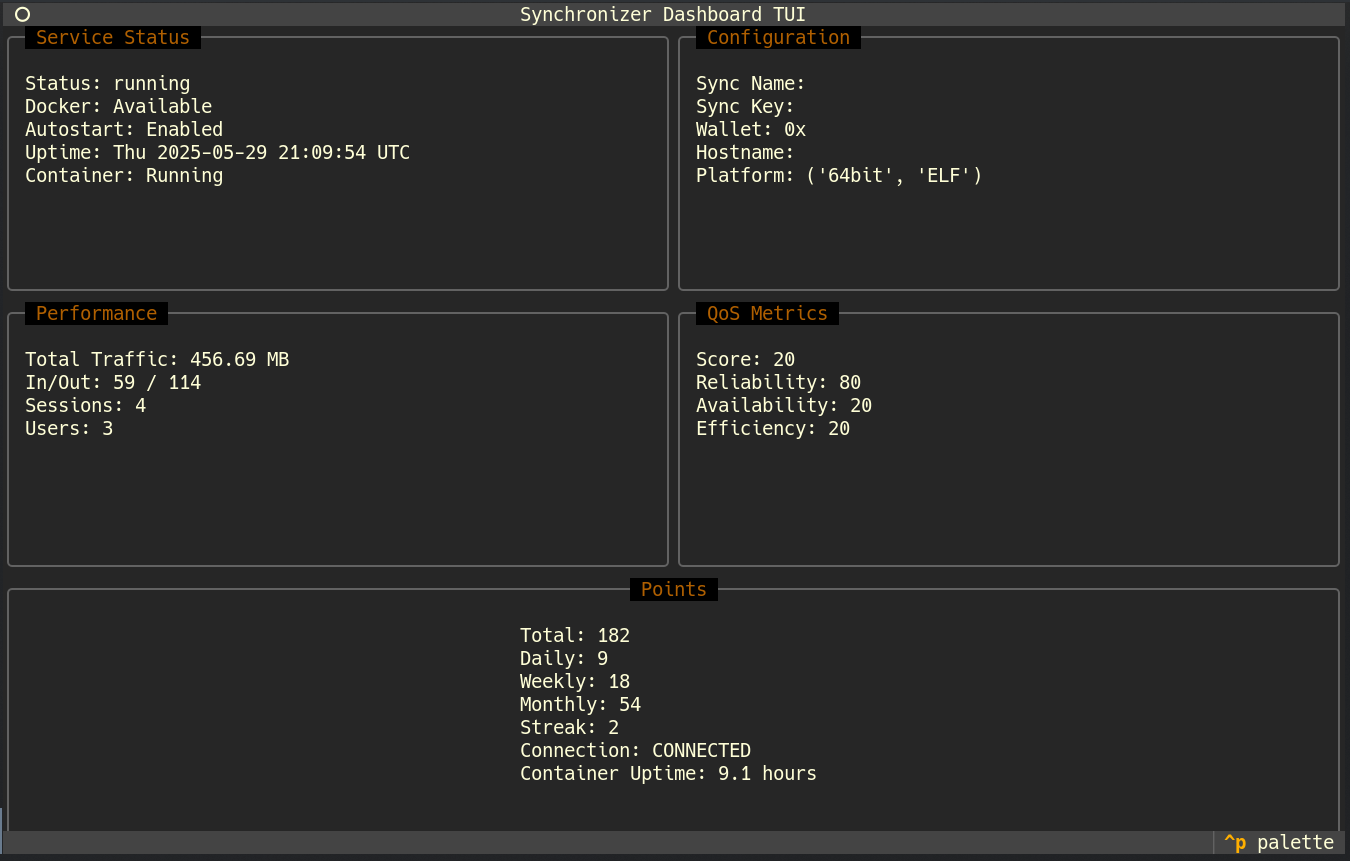 Synchronizer Dashboard TUI
Service Status
Status: running
Docker: Available
Autostart: Enabled
Uptime: Thu 2025-05-29 21:09:54 UTC
Container: Running
Configuration
Sync Name:
Sync Key:
Wallet: 0x
Hostname:
Platform: ('64bit', 'ELF')
Performance
Total Traffic: 456.69 MB
In/Out: 59 / 114
Sessions: 4
Users: 3
QoS Metrics
Score: 20
Reliability: 80
Availability: 20
Efficiency: 20
Points
Total: 182
Daily: 9
Weekly: 18
Monthly: 54
Streak: 2
Connection: CONNECTED
Container Uptime: 9.1 hours
^p palette